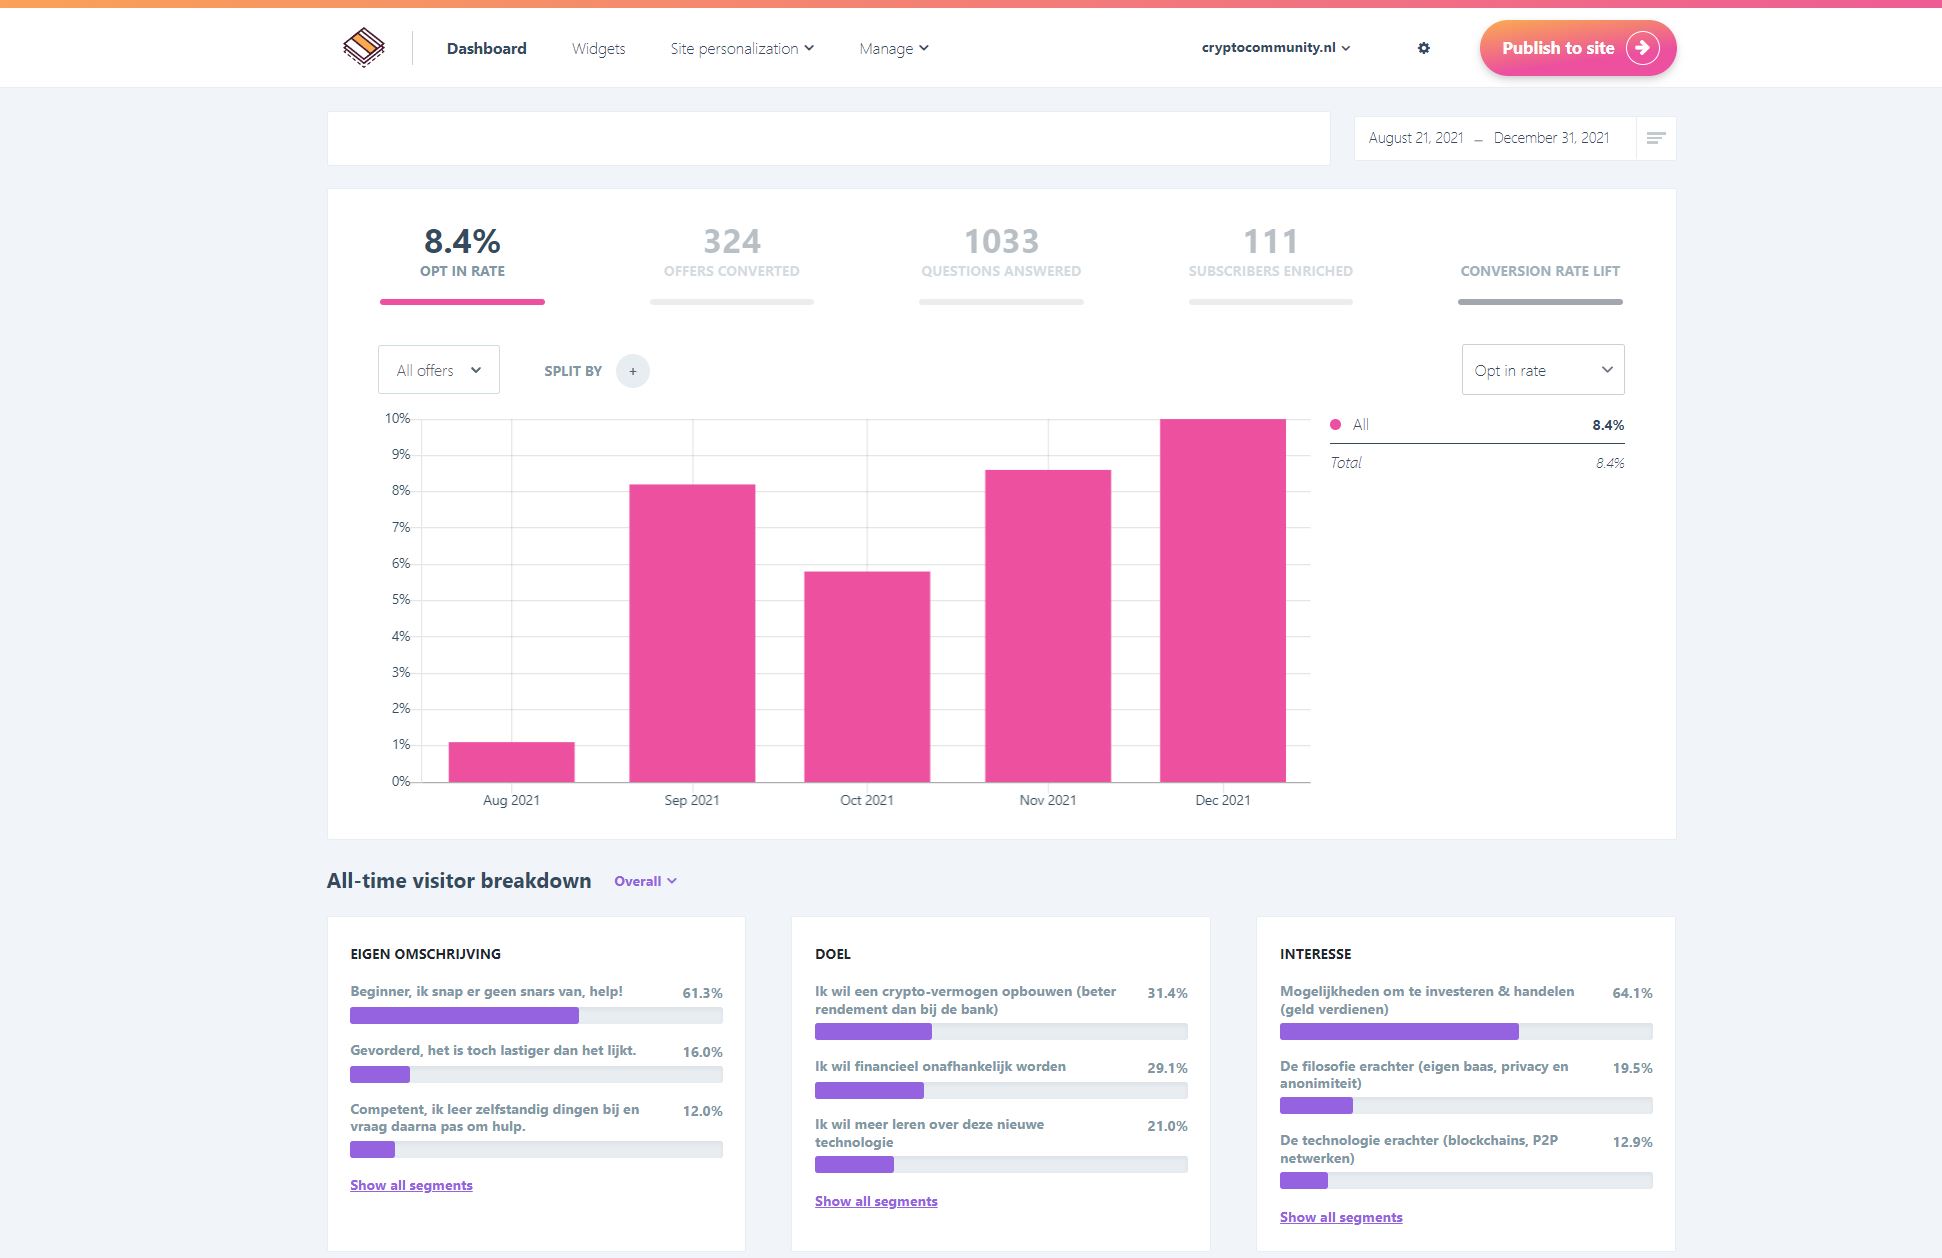 Dashboard
Widgets
Site personalization
Manage
cryptocommunity.nl
Publish to site
August 21, 2021 – December 31, 2021
8.4%
OPT IN RATE
324
OFFERS CONVERTED
1033
QUESTIONS ANSWERED
111
SUBSCRIBERS ENRICHED
CONVERSION RATE LIFT
All offers
SPLIT BY +
Opt in rate
10%
9%
8%
7%
6%
5%
4%
3%
2%
1%
0%
Aug 2021
Sep 2021
Oct 2021
Nov 2021
Dec 2021
All 8.4%
Total 8.4%
All-time visitor breakdown Overall
EIGEN OMSCHRIJVING
Beginner, ik snap er geen snars van, help! 61.3%
Gevorderd, het is toch lastiger dan het lijkt. 16.0%
Competent, ik leer zelfstandig dingen bij en 12.0%
vraag daarna pas om hulp.
Show all segments
DOEL
Ik wil een crypto-vermogen opbouwen (beter 31.4%
rendement dan bij de bank)
Ik wil financieel onafhankelijk worden 29.1%
Ik wil meer leren over deze nieuwe 21.0%
technologie
Show all segments
INTERESSE
Mogelijkheden om te investeren & handelen 64.1%
(geld verdienen)
De filosofie erachter (eigen baas, privacy en 19.5%
anonimiteit)
De technologie erachter (blockchains, P2P 12.9%
netwerken)
Show all segments